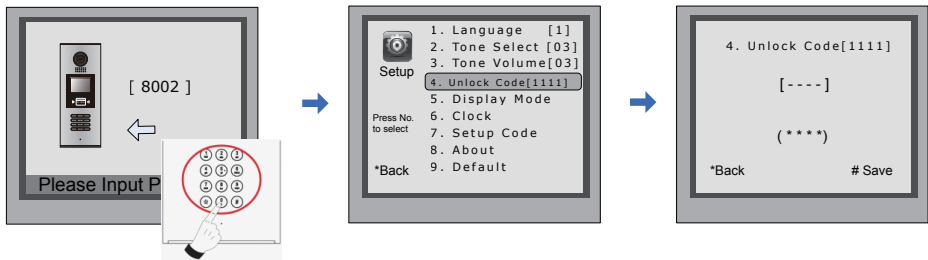 [ 8002 ]
Please Input P
Setup
Press No.
to select
*Back
1. Language [1]
2. Tone Select [03]
3. Tone Volume[03]
4. Unlock Code[1111]
5. Display Mode
6. Clock
7. Setup Code
8. About
9. Default
4. Unlock Code[1111]
[----]
(****)
*Back # Save